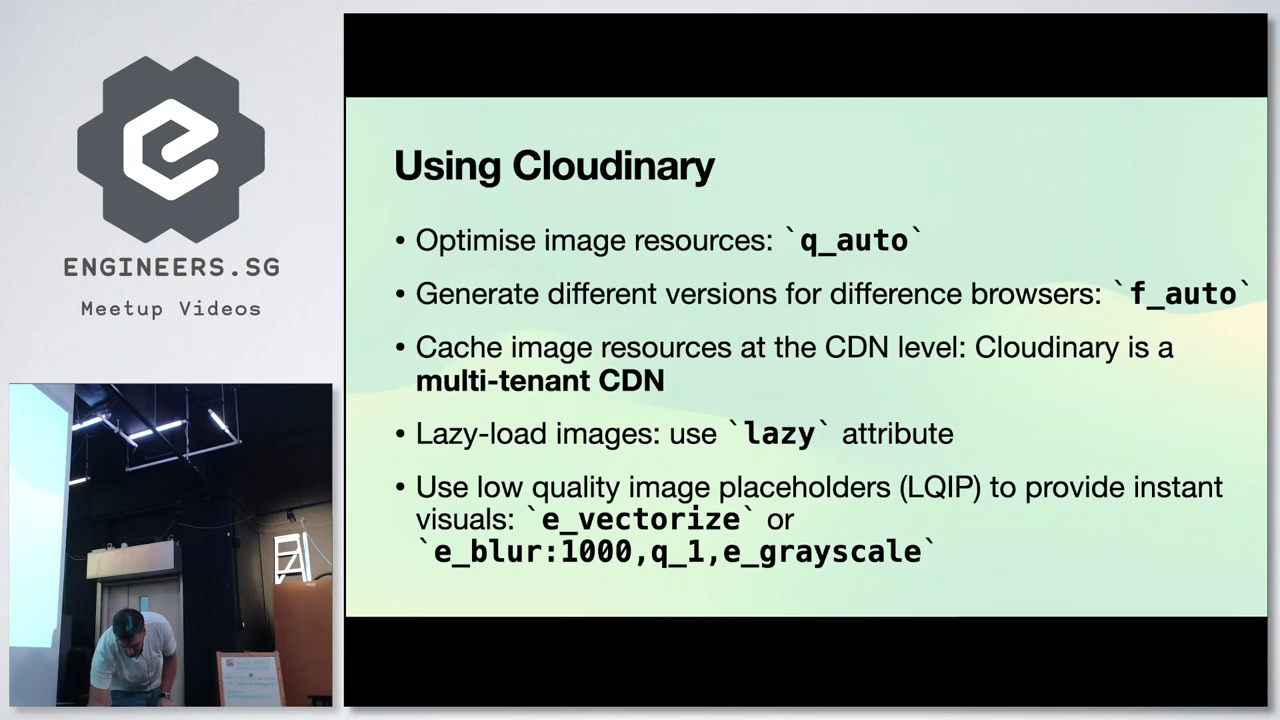 ENGINEERS.SG
Meetup Videos
Using Cloudinary
• Optimise image resources: `q_auto`
• Generate different versions for difference browsers: `f_auto`
• Cache image resources at the CDN level: Cloudinary is a
multi-tenant CDN
• Lazy-load images: use `lazy` attribute
• Use low quality image placeholders (LQIP) to provide instant
visuals: `e_vectorize` or
`e_blur:1000,q_1,e_grayscale`